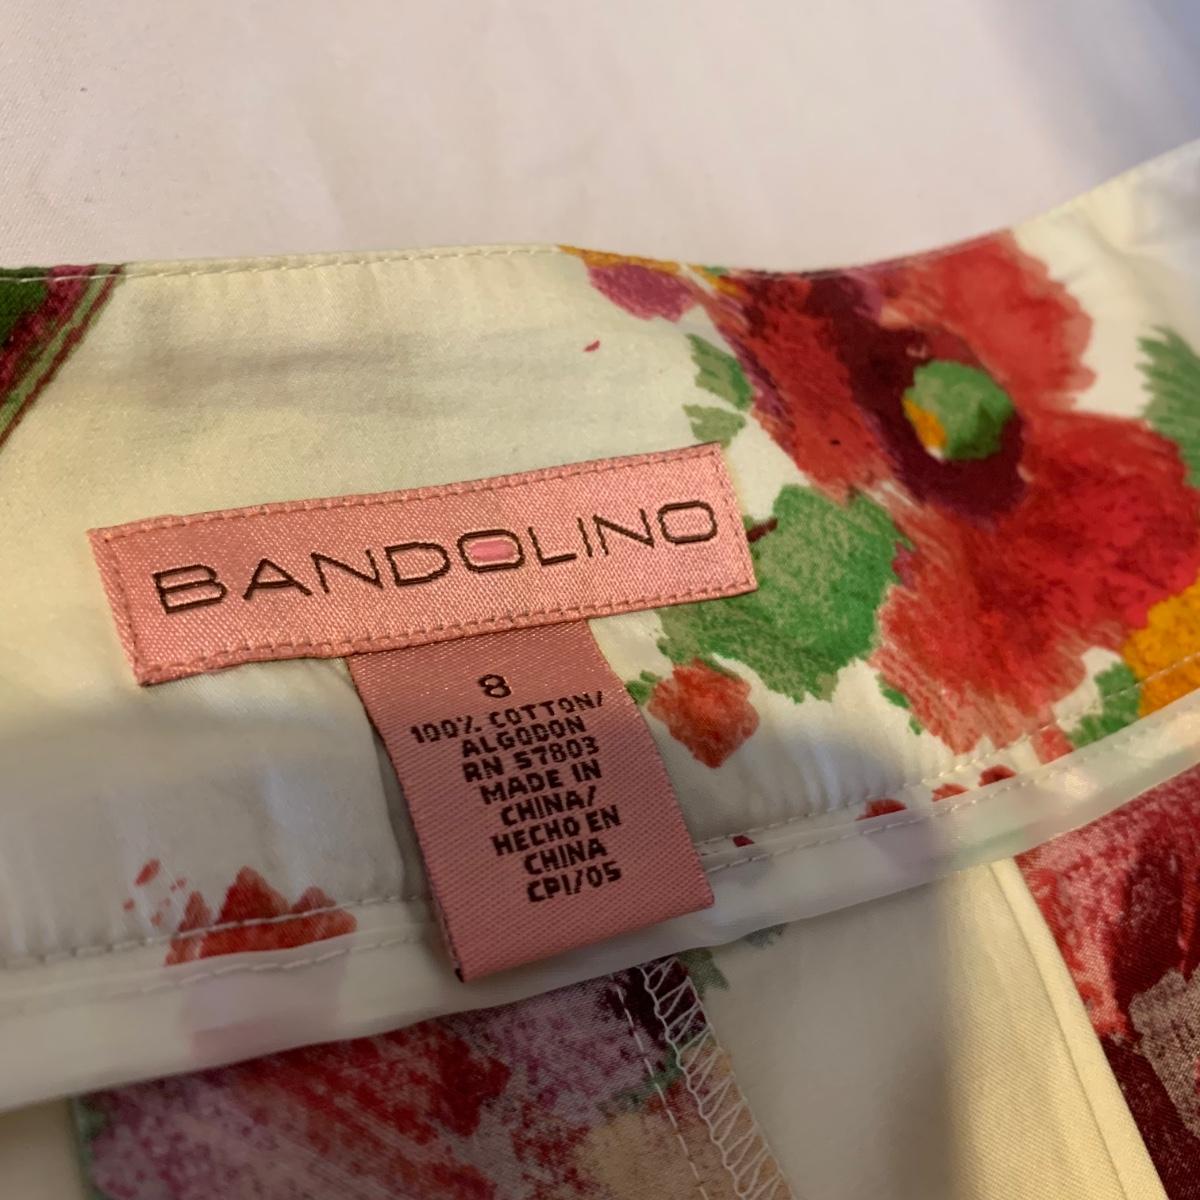 BANDOLINO
8
100% COTTON/
ALGODON
RN 57803
MADE IN
CHINA/
HECHO EN
CHINA
CPI/05